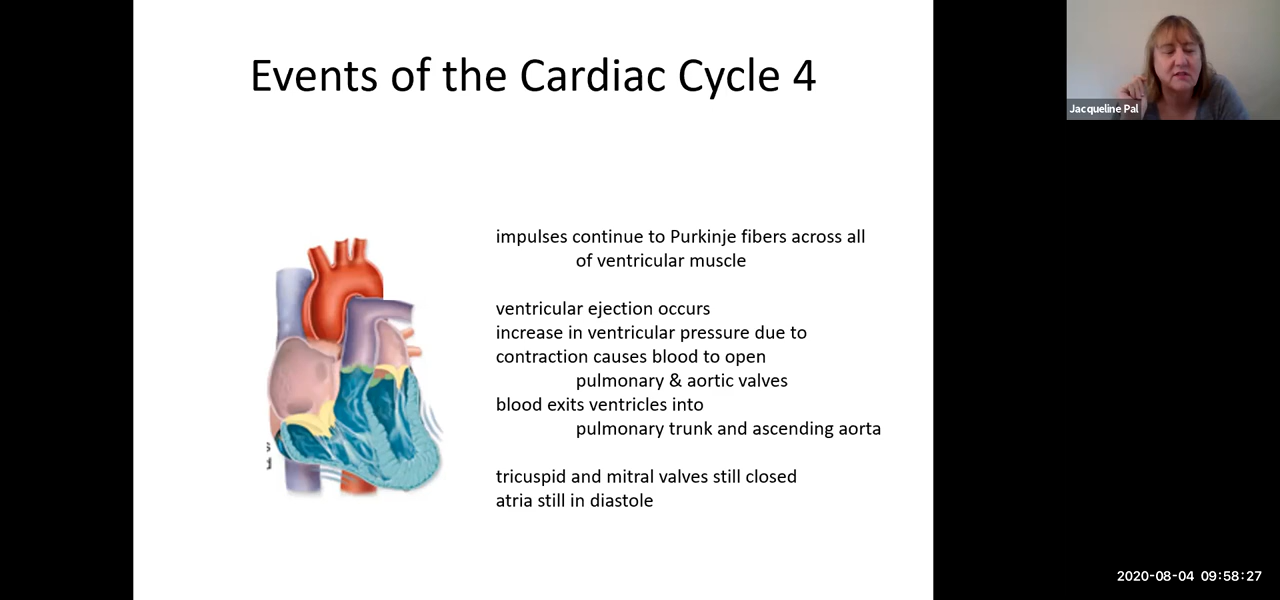 Events of the Cardiac Cycle 4
Jacqueline Pal
impulses continue to Purkinje fibers across all
of ventricular muscle
ventricular ejection occurs
increase in ventricular pressure due to
contraction causes blood to open
pulmonary & aortic valves
blood exits ventricles into
pulmonary trunk and ascending aorta
tricuspid and mitral valves still closed
atria still in diastole
s
d
2020-08-04 09:58:27